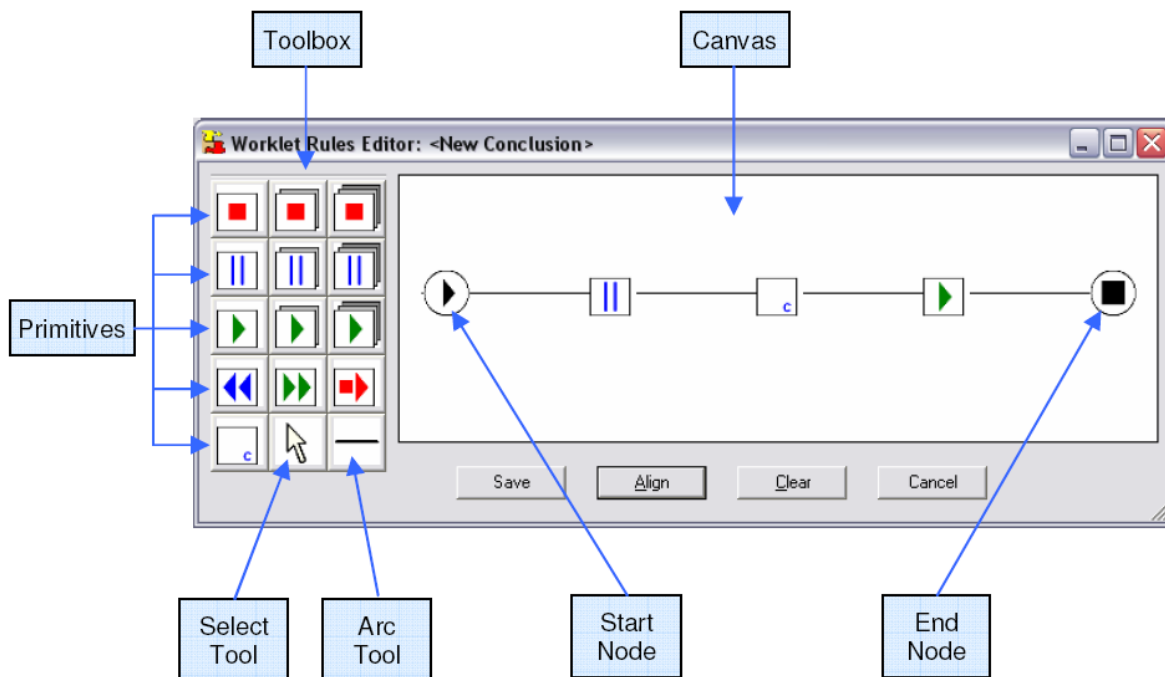 Toolbox
Canvas
Worklet Rules Editor: <New Conclusion>
Primitives
c
c
Save
Align
Clear
Cancel
Select
Tool
Arc
Tool
Start
Node
End
Node